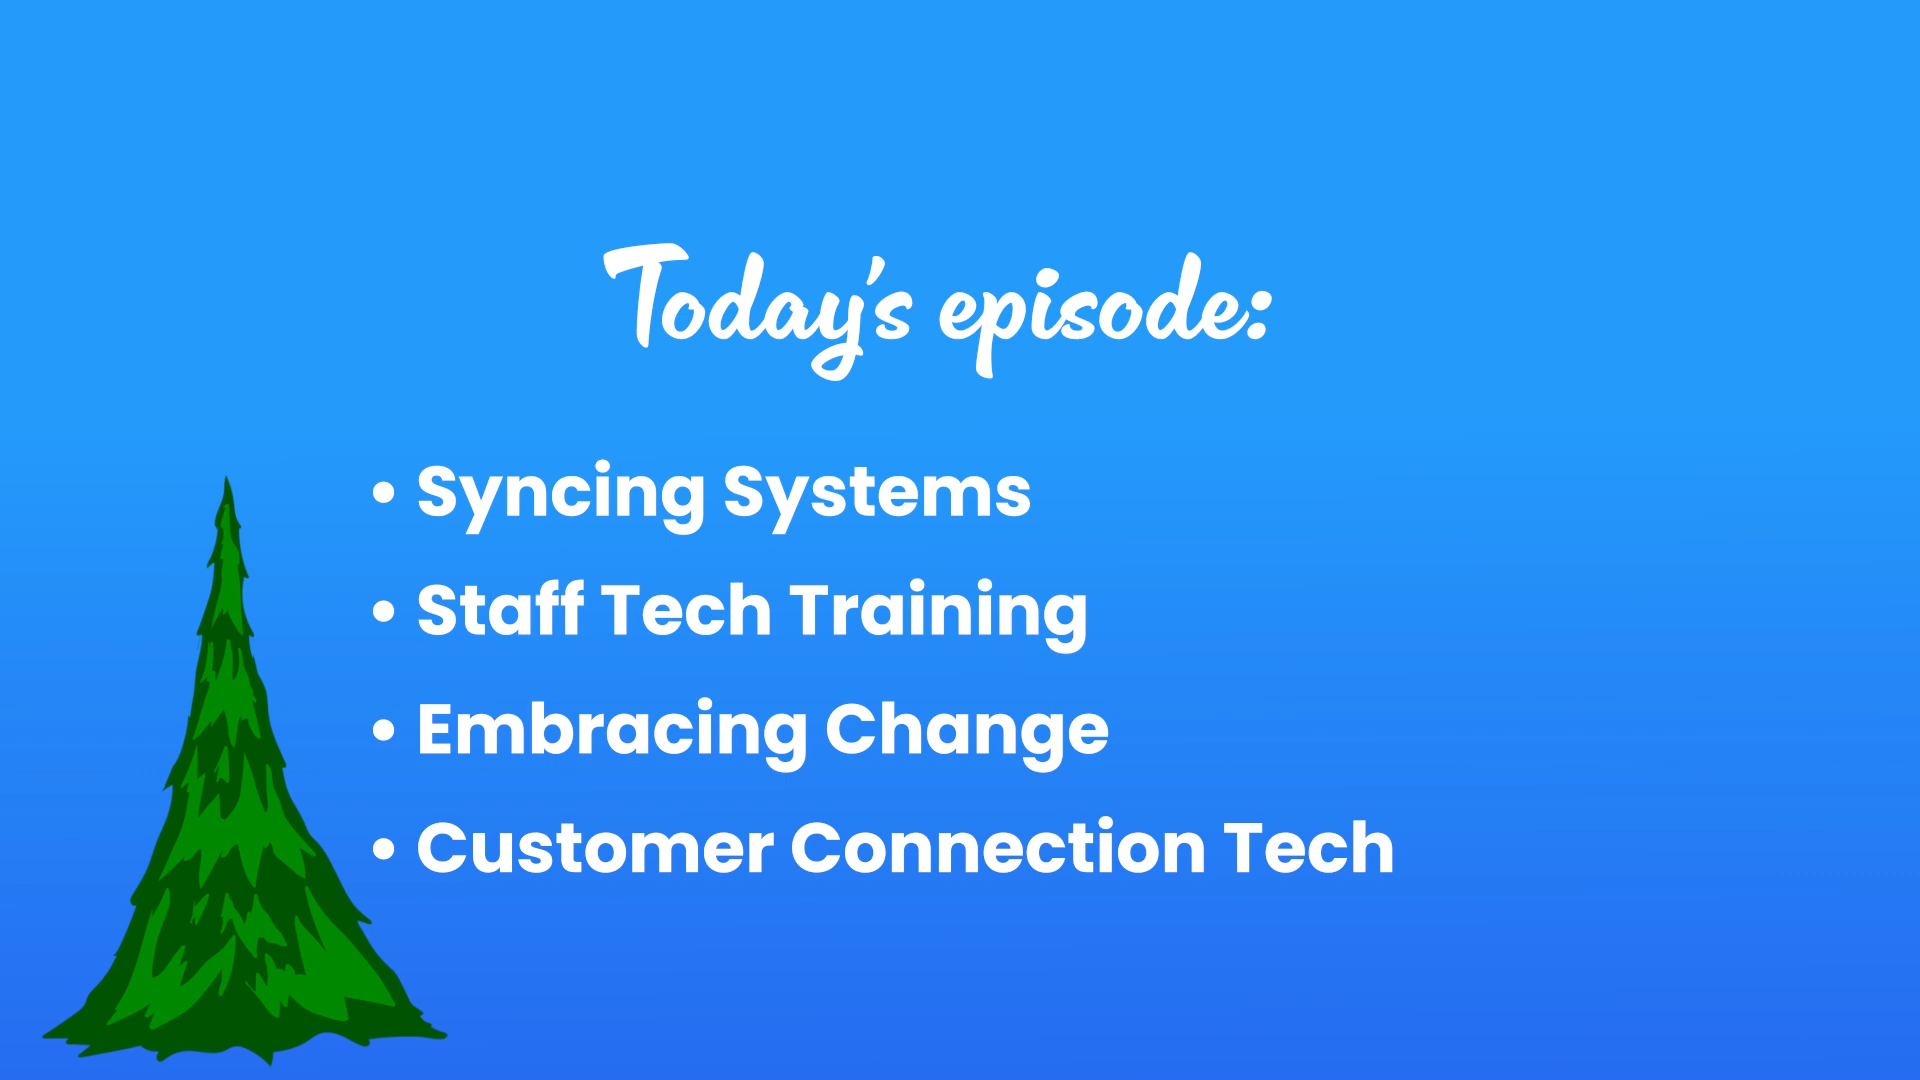 Today's episode:
• Syncing Systems
• Staff Tech Training
• Embracing Change
• Customer Connection Tech